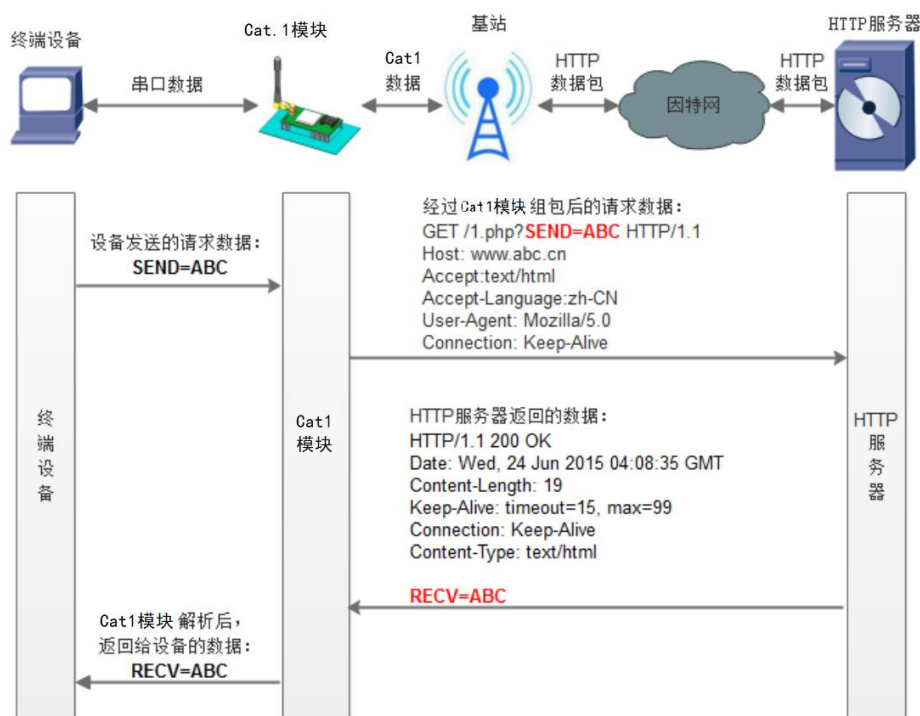 终端设备
Cat.1模块
基站
HTTP服务器
串口数据
Cat1
数据
HTTP
数据包
因特网
HTTP
数据包
设备发送的请求数据：
SEND=ABC
经过Cat1模块组包后的请求数据：
GET /1.php?SEND=ABC HTTP/1.1
Host: www.abc.cn
Accept:text/html
Accept-Language:zh-CN
User-Agent: Mozilla/5.0
Connection: Keep-Alive
终
端
设
备
Cat1
模块
HTTP
服
务
器
HTTP服务器返回的数据：
HTTP/1.1 200 OK
Date: Wed, 24 Jun 2015 04:08:35 GMT
Content-Length: 19
Keep-Alive: timeout=15, max=99
Connection: Keep-Alive
Content-Type: text/html
RECV=ABC
Cat1模块 解析后，
返回给设备的数据：
RECV=ABC